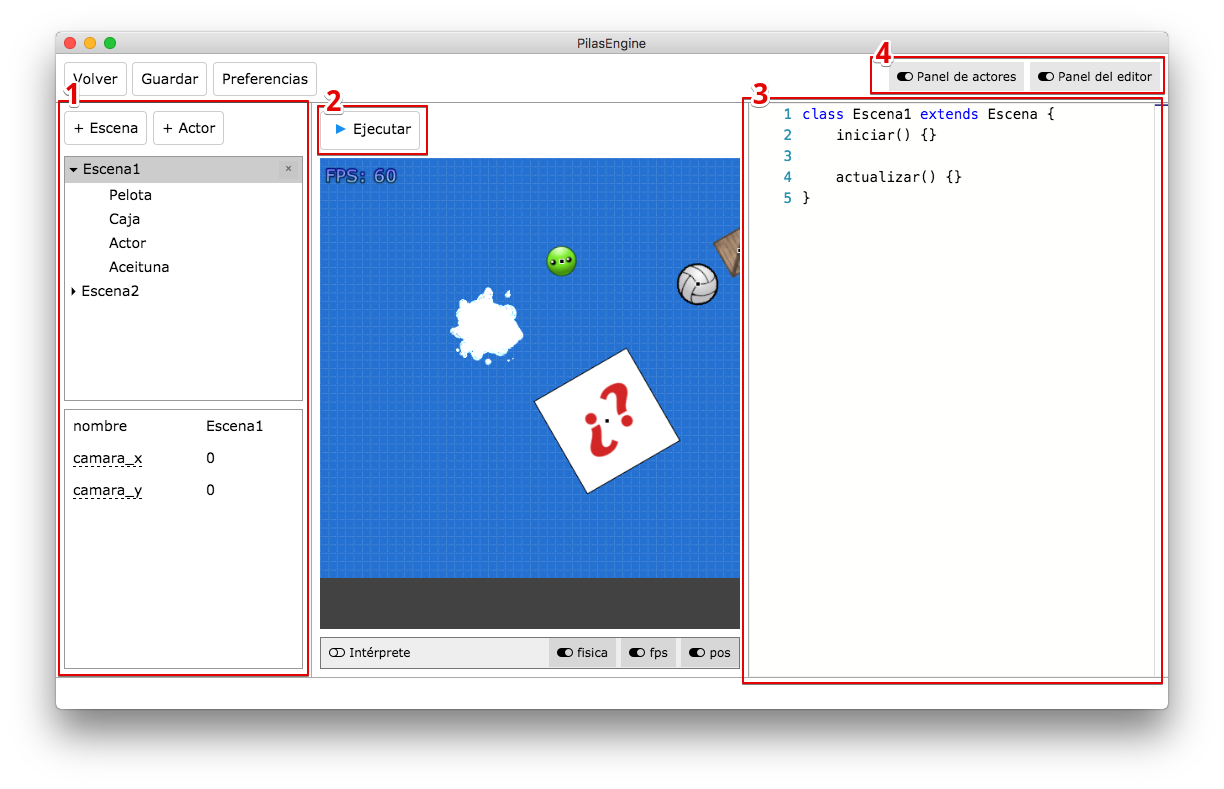 PilasEngine
4
Volver Guardar Preferencias Panel de actores Panel del editor
1
+ Escena + Actor
Escena1 ×
Pelota
Caja
Actor
Aceituna
Escena2
nombre Escena1
camara_x 0
camara_y 0
2
Ejecutar
FPS: 60
¿?
Intérprete fisica fps pos
3
1 class Escena1 extends Escena {
2 iniciar() {}
3
4 actualizar() {}
5 }